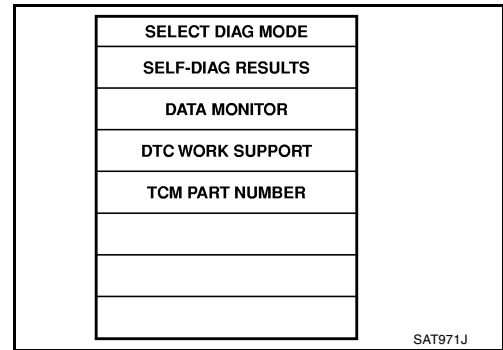 SELECT DIAG MODE
SELF-DIAG RESULTS
DATA MONITOR
DTC WORK SUPPORT
TCM PART NUMBER
SAT971J